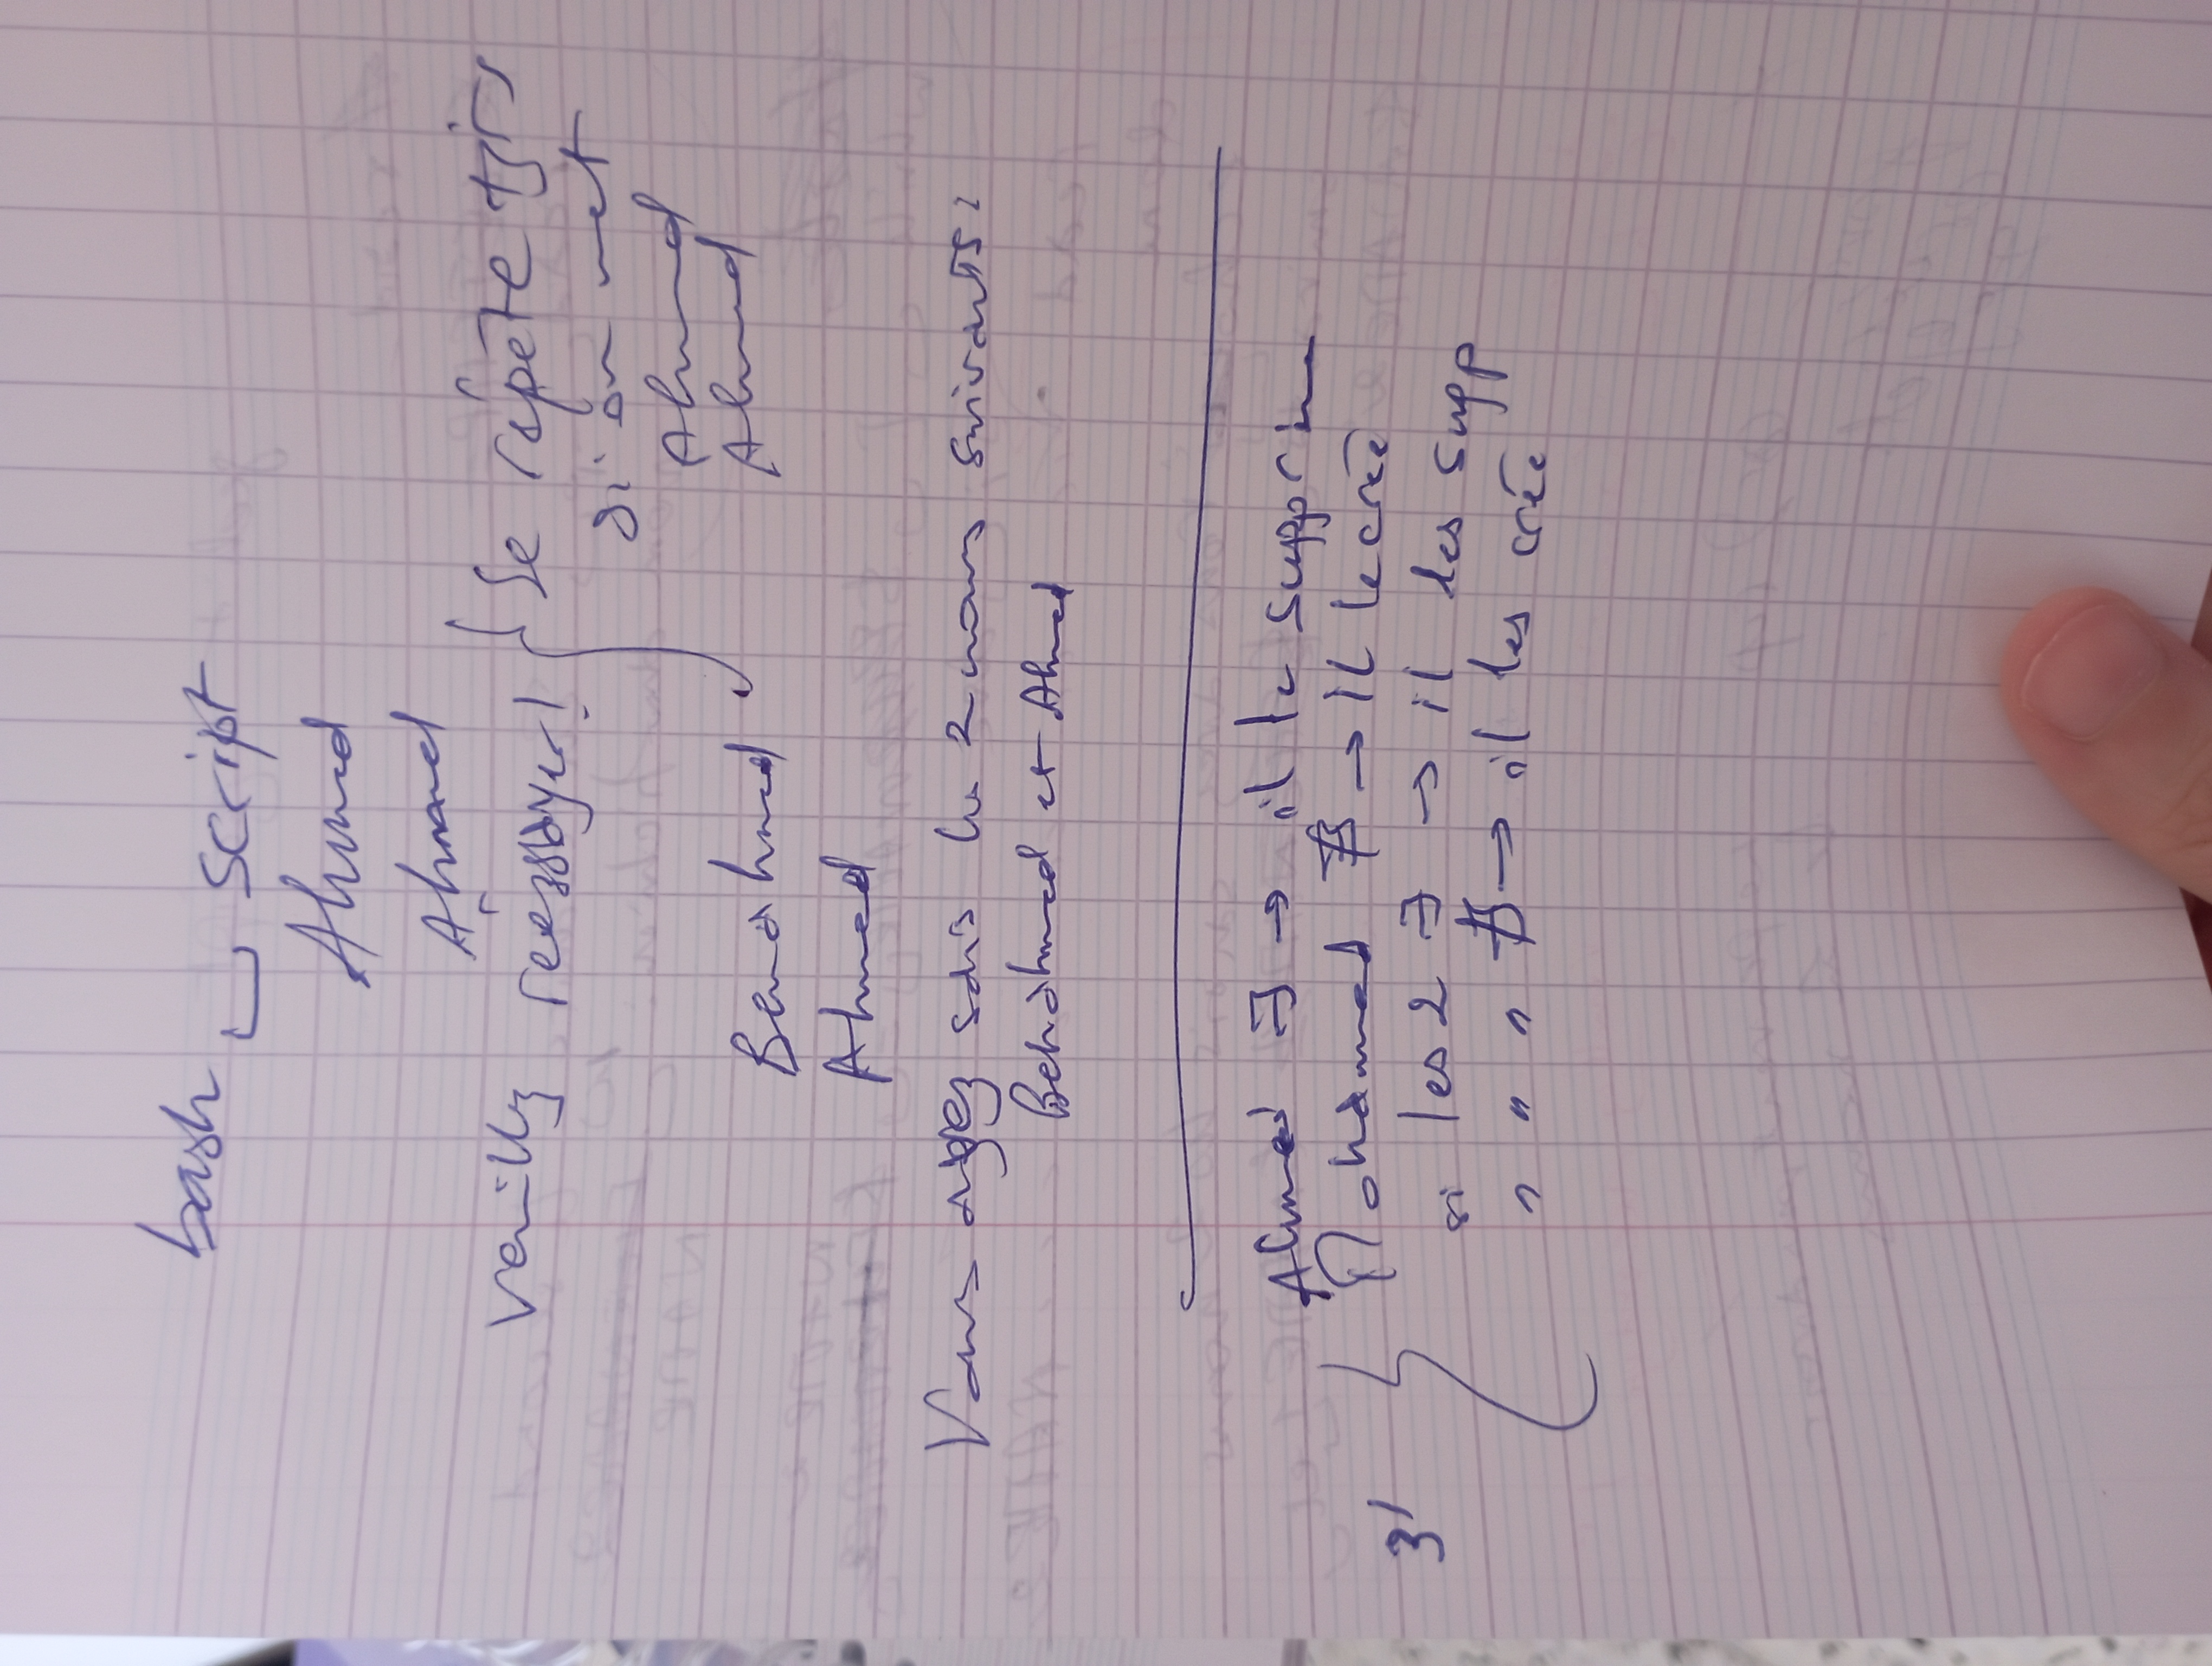 bash ␣ script
Ahmed
Ahmed
Veuillez réessayer!
Se répète tjrs
si on met
Ahmed
Ahmed
Benahmed
Ahmed
Vous avez sais les 2 noms suivants:
Benahmed et Ahmed
Ahmed ∃ → il le supprime
3' Mohammed ∄ → il le crée
si les 2 ∃ → il les supp
" " " ∄ → il les crée